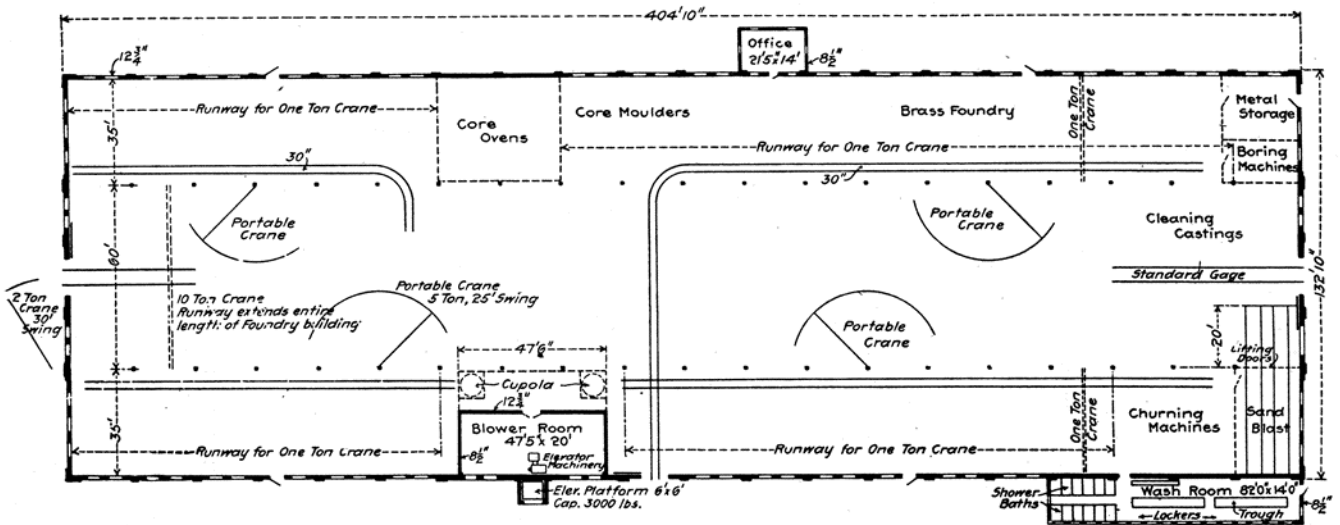 404'10"
12¾"
Office
21'5"x14'
8½"
Runway for One Ton Crane
Core
Ovens
Core Moulders
Brass Foundry
One Ton
Crane
Metal
Storage
35'
Runway for One Ton Crane
Boring
Machines
30"
30"
Portable
Crane
Portable
Crane
Cleaning
Castings
60'
132'10"
Standard Gage
2 Ton
Crane
30'
Swing
10 Ton Crane
Runway extends entire
length of Foundry building
Portable Crane
5 Ton, 25' Swing
Portable
Crane
20'
47'6"
Lifting
Doors
Cupola
12¾"
35'
Blower Room
47'5 x 20'
8½"
Elevator
Machinery
One Ton
Crane
Churning
Machines
Sand
Blast
Runway for One Ton Crane
Runway for One Ton Crane
Elev. Platform 6'x6'
Cap. 3000 lbs.
Shower
Baths
Wash Room 82'0"x14'0"
Lockers
Trough
8½"